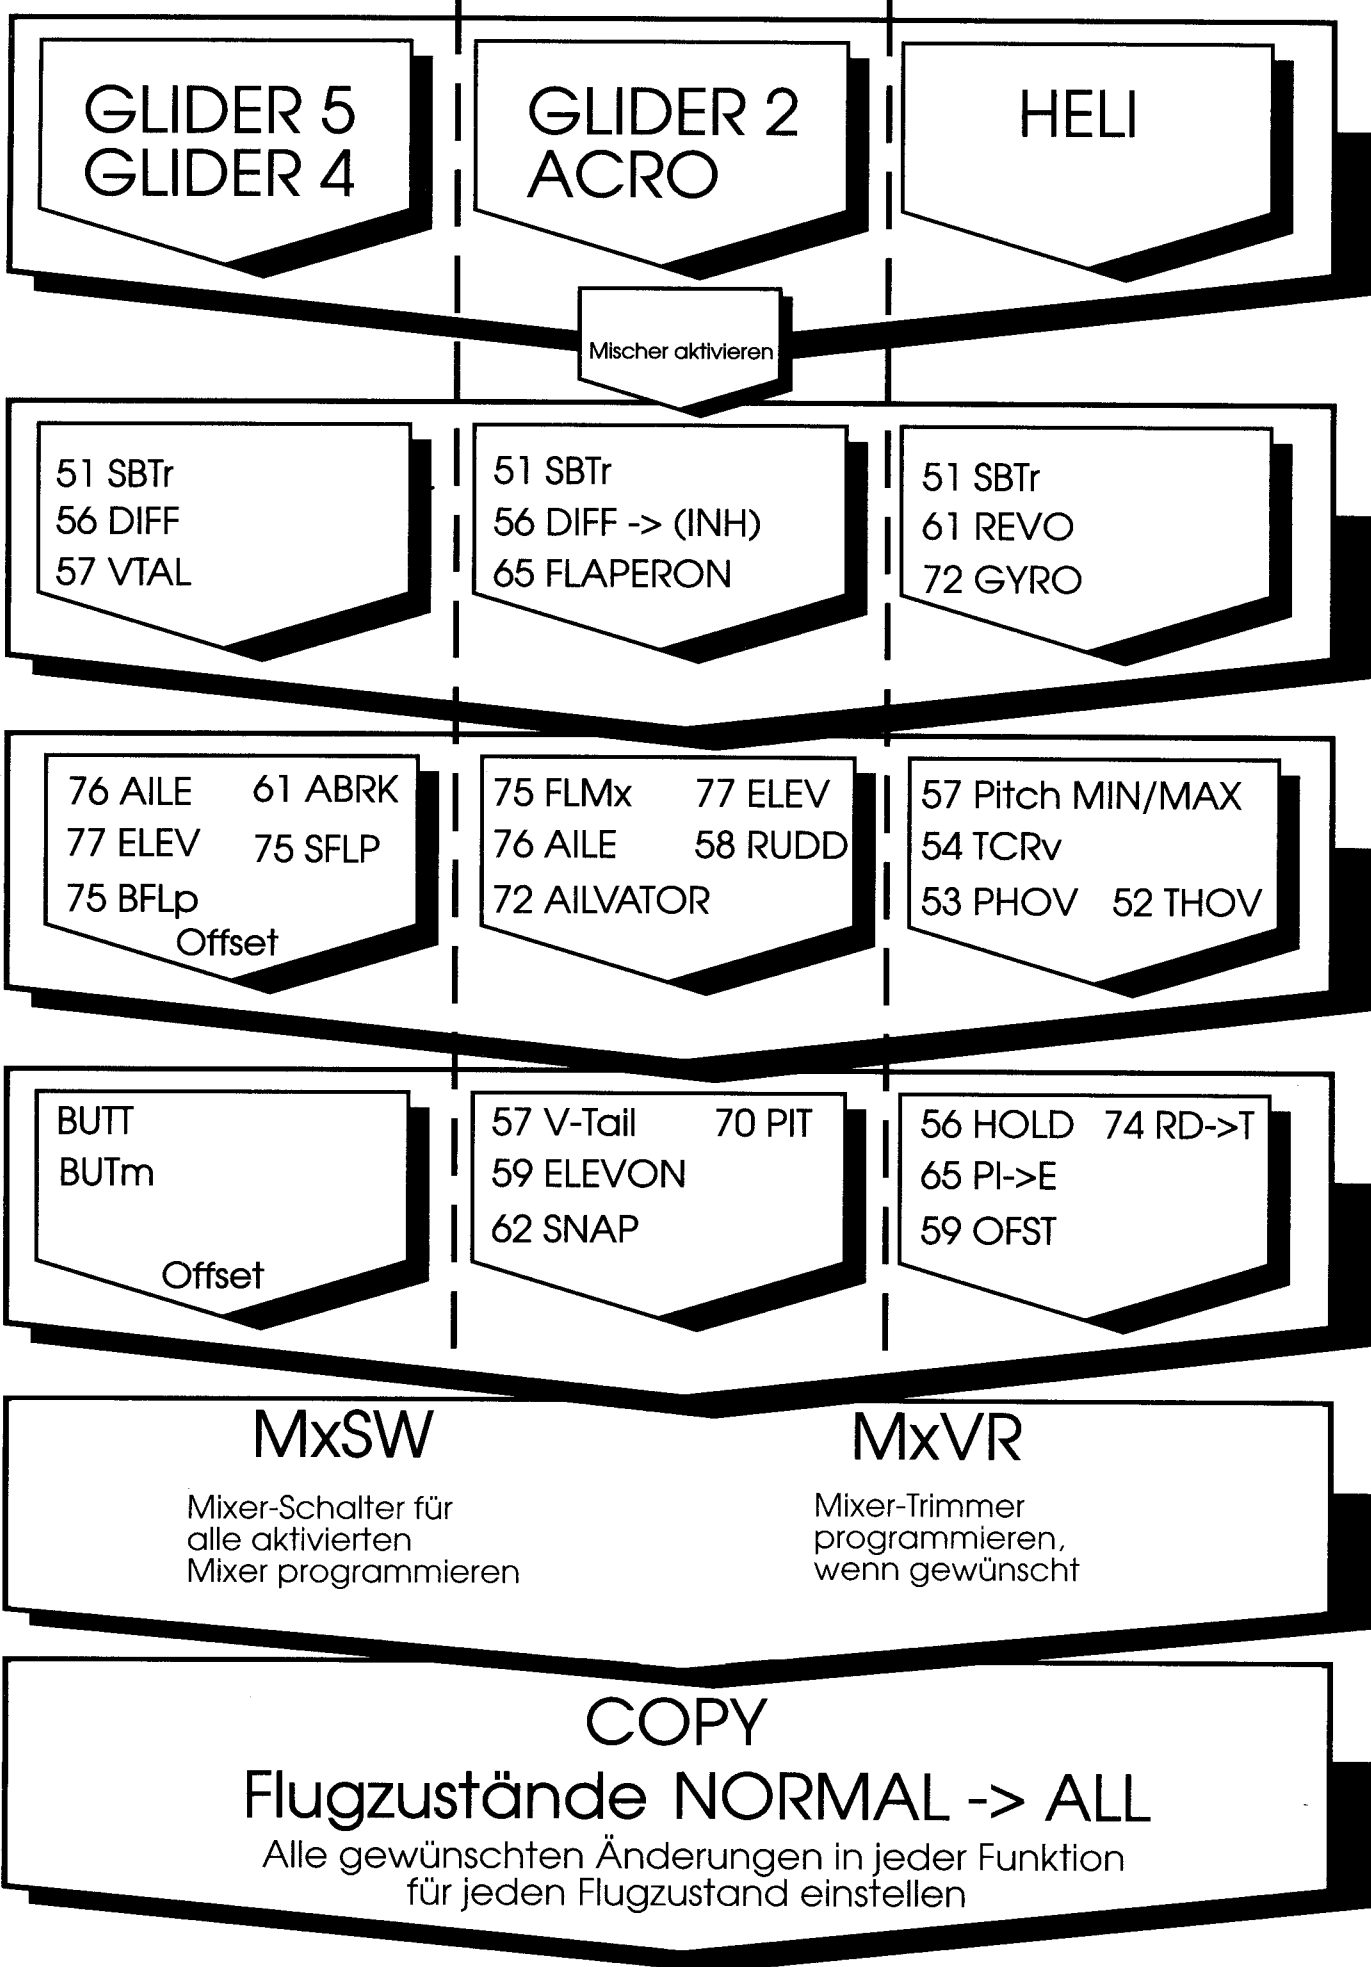 GLIDER 5
GLIDER 4
GLIDER 2
ACRO
HELI
Mischer aktivieren
51 SBTr
56 DIFF
57 VTAL
51 SBTr
56 DIFF -> (INH)
65 FLAPERON
51 SBTr
61 REVO
72 GYRO
76 AILE 61 ABRK
77 ELEV 75 SFLP
75 BFLp
Offset
75 FLMx 77 ELEV
76 AILE 58 RUDD
72 AILVATOR
57 Pitch MIN/MAX
54 TCRv
53 PHOV 52 THOV
BUTT
BUTm
Offset
57 V-Tail 70 PIT
59 ELEVON
62 SNAP
56 HOLD 74 RD->T
65 PI->E
59 OFST
MxSW
Mixer-Schalter für
alle aktivierten
Mixer programmieren
MxVR
Mixer-Trimmer
programmieren,
wenn gewünscht
COPY
Flugzustände NORMAL -> ALL
Alle gewünschten Änderungen in jeder Funktion
für jeden Flugzustand einstellen